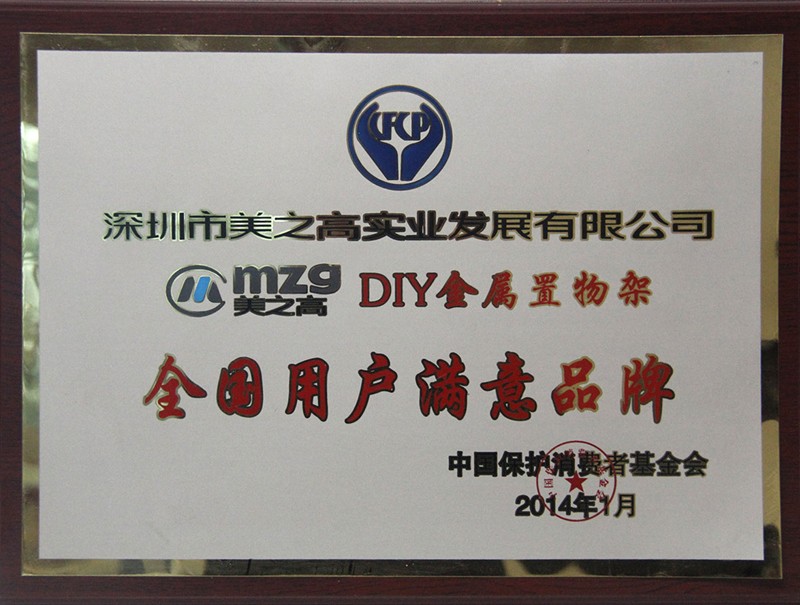 CFCP
深圳市美之高实业发展有限公司
mzg 美之高 DIY金属置物架
全国用户满意品牌
中国保护消费者基金会
2014年1月